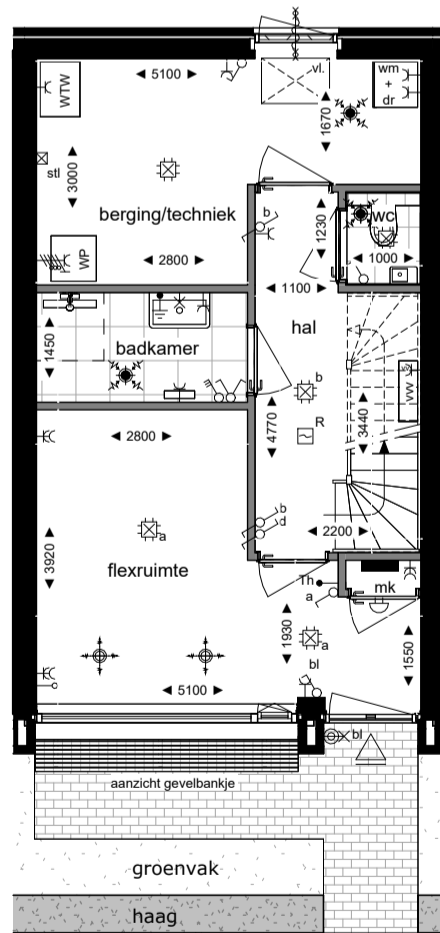 5100
vl.
wm
+
dr
WTW
1670
stl
3000
berging/techniek
b
1230
WC
WP
2800
1000
1100
hal
1450
badkamer
b
VV
2800
4770
R
3440
a
b
d
2200
3920
flexruimte
Th
a
mk
1930
a
bl
1550
5100
bl
aanzicht gevelbankje
groenvak
haag